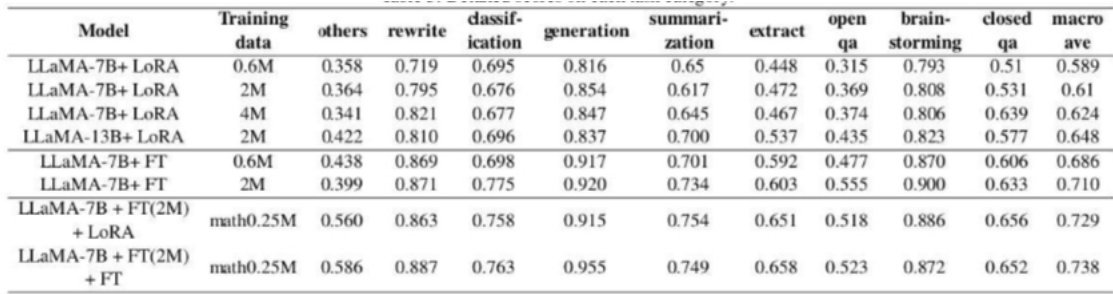 Model Training data others rewrite classif-ication generation summari-zation extract open qa brain-storming closed qa macro ave
LLaMA-7B+ LoRA 0.6M 0.358 0.719 0.695 0.816 0.65 0.448 0.315 0.793 0.51 0.589
LLaMA-7B+ LoRA 2M 0.364 0.795 0.676 0.854 0.617 0.472 0.369 0.808 0.531 0.61
LLaMA-7B+ LoRA 4M 0.341 0.821 0.677 0.847 0.645 0.467 0.374 0.806 0.639 0.624
LLaMA-13B+ LoRA 2M 0.422 0.810 0.696 0.837 0.700 0.537 0.435 0.823 0.577 0.648
LLaMA-7B+ FT 0.6M 0.438 0.869 0.698 0.917 0.701 0.592 0.477 0.870 0.606 0.686
LLaMA-7B+ FT 2M 0.399 0.871 0.775 0.920 0.734 0.603 0.555 0.900 0.633 0.710
LLaMA-7B + FT(2M) + LoRA math0.25M 0.560 0.863 0.758 0.915 0.754 0.651 0.518 0.886 0.656 0.729
LLaMA-7B + FT(2M) + FT math0.25M 0.586 0.887 0.763 0.955 0.749 0.658 0.523 0.872 0.652 0.738